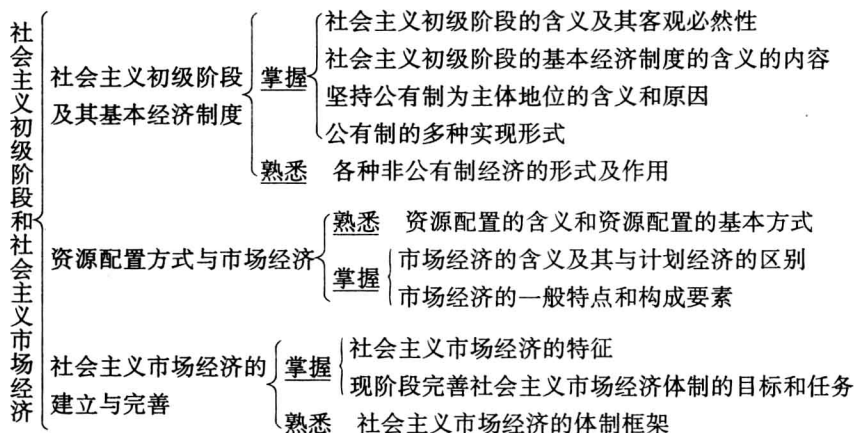 社会主义初级阶段和社会主义市场经济
社会主义初级阶段
及其基本经济制度
掌握
社会主义初级阶段的含义及其客观必然性
社会主义初级阶段的基本经济制度的含义的内容
坚持公有制为主体地位的含义和原因
公有制的多种实现形式
熟悉 各种非公有制经济的形式及作用
资源配置方式与市场经济
熟悉 资源配置的含义和资源配置的基本方式
掌握
市场经济的含义及其与计划经济的区别
市场经济的一般特点和构成要素
社会主义市场经济的
建立与完善
掌握
社会主义市场经济的特征
现阶段完善社会主义市场经济体制的目标和任务
熟悉 社会主义市场经济的体制框架